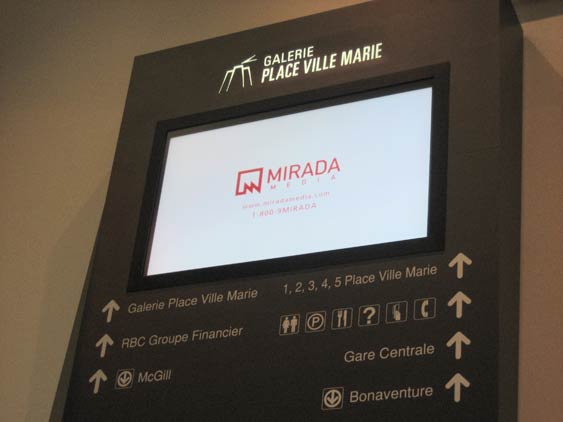 GALERIE
PLACE VILLE MARIE
MIRADA
MEDIA
www.miradamedia.com
1-800-9MIRADA
Galerie Place Ville Marie
RBC Groupe Financier
McGill
1, 2, 3, 4, 5 Place Ville Marie
P ?
Gare Centrale
Bonaventure